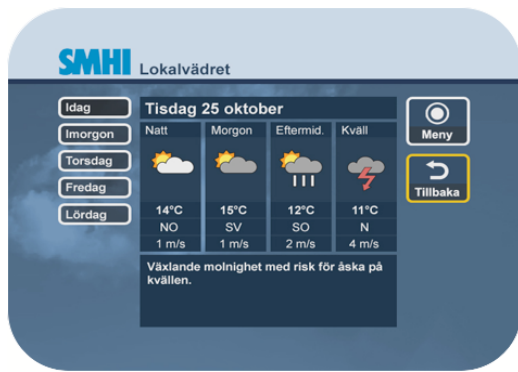 SMHI Lokalvädret
Idag
Imorgon
Torsdag
Fredag
Lördag
Tisdag 25 oktober
Natt Morgon Eftermid. Kväll
14°C 15°C 12°C 11°C
NO SV SO N
1 m/s 1 m/s 2 m/s 4 m/s
Växlande molnighet med risk för åska på
kvällen.
Meny
Tillbaka